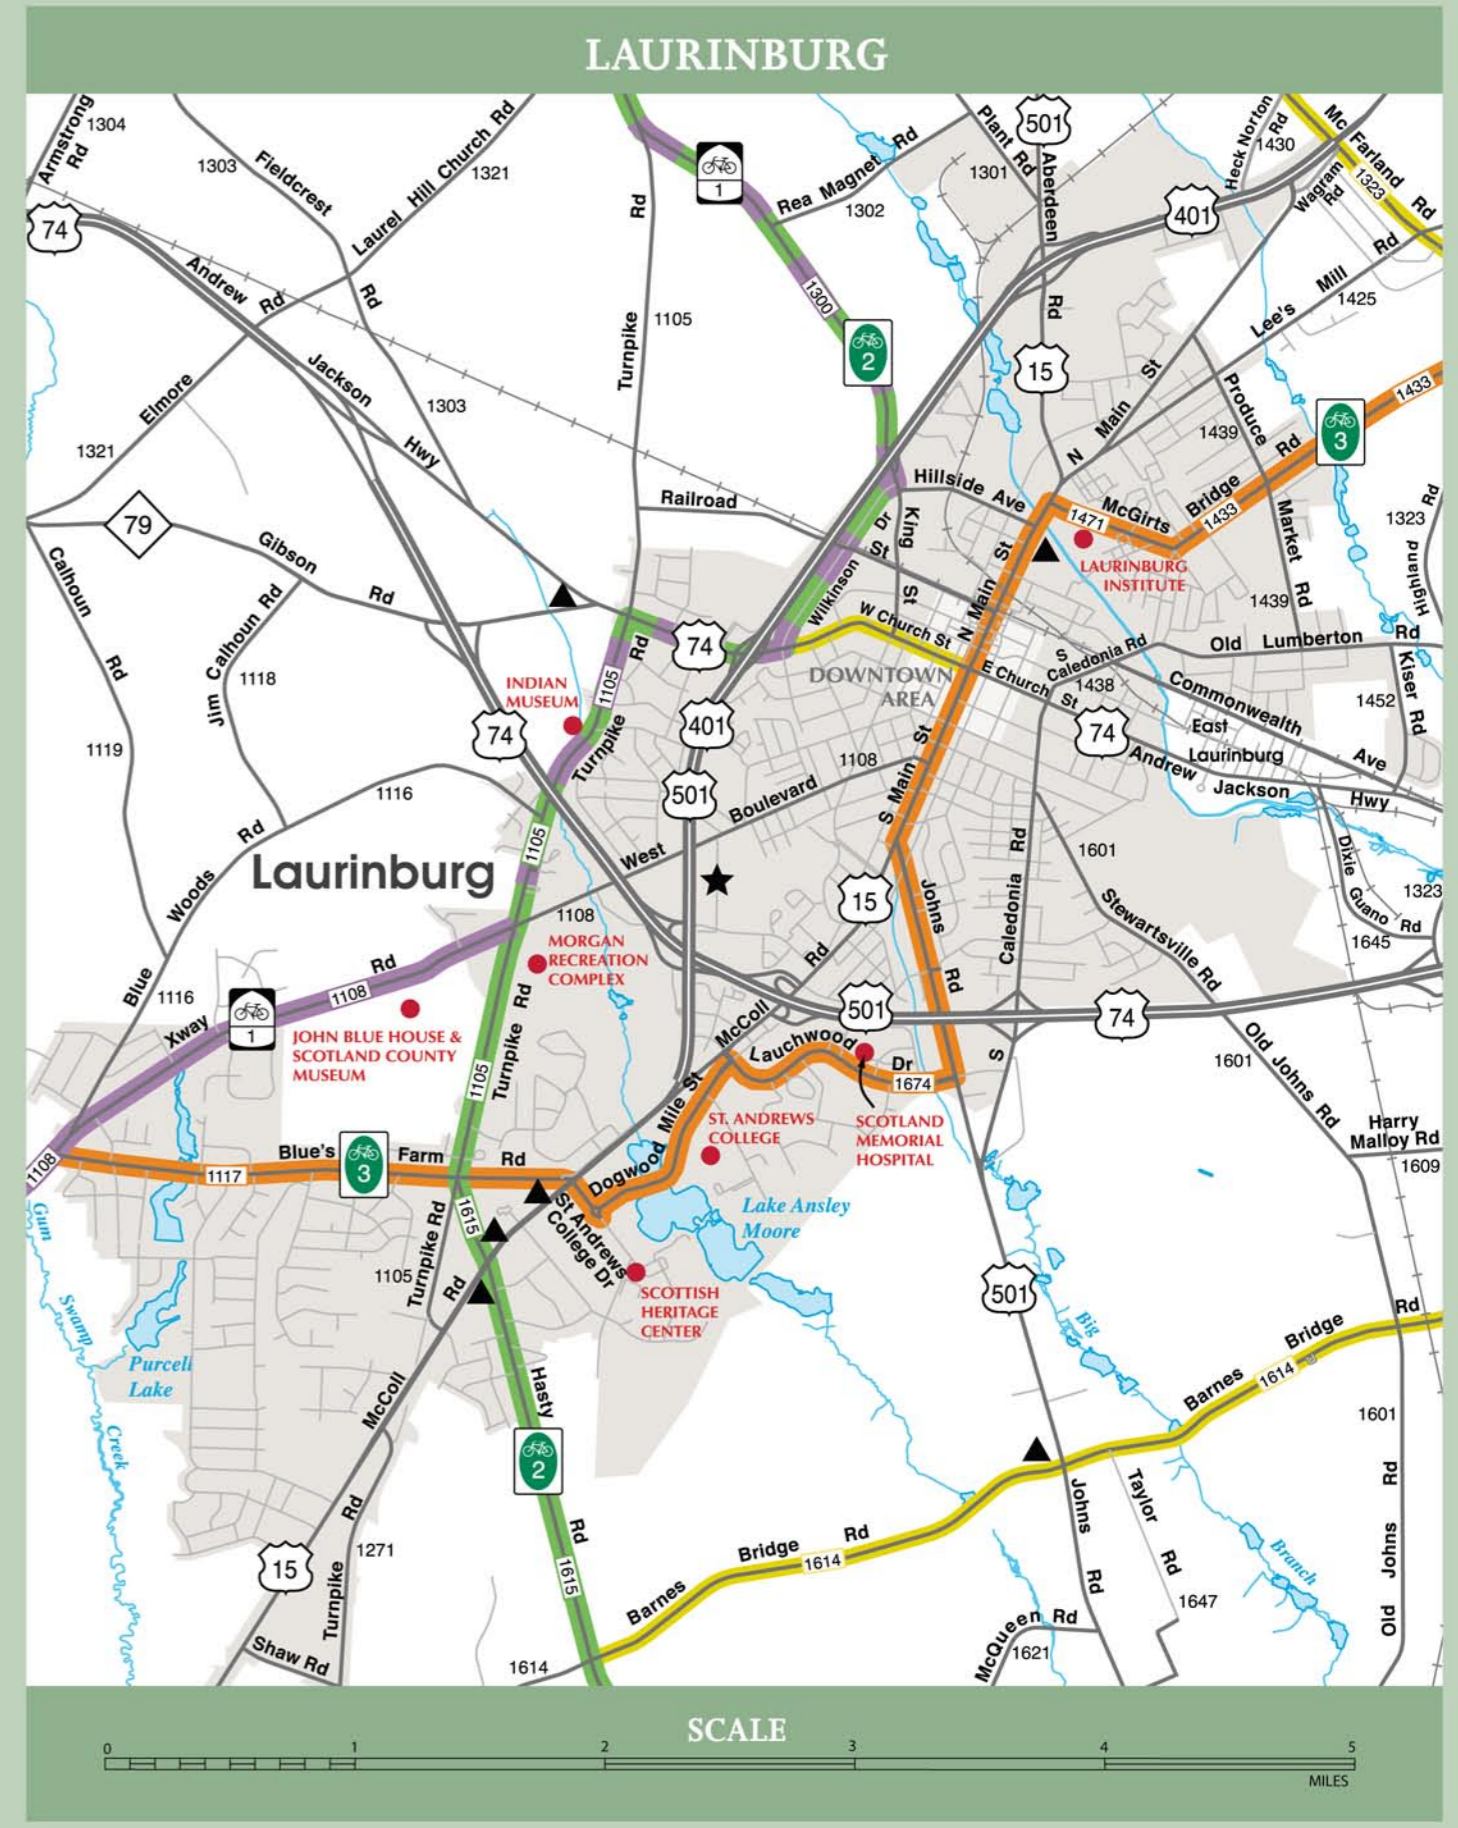 LAURINBURG
Armstrong
Rd
1304
1303
Fieldcrest
Rd
Laurel Hill Church Rd
1321
Rd
1
Rea Magnet Rd
1302
Plant Rd
1301
501
Aberdeen
Rd
Heck Norton
Rd
1430
Mc Farland
Rd
1323
Wagram
Rd
401
74
Andrew
Rd
Jackson
Hwy
1303
Turnpike
1105
1300
2
15
Lee's Mill Rd
1425
N Main St
Produce
1439
Market
Rd
1439
Bridge
Rd
1433
1433
3
McGirts
1471
Elmore
1321
79
Gibson
Rd
Railroad
St
Hillside Ave
King
St
Wilkinson
Dr
LAURINBURG
INSTITUTE
1323
Rd
Highland
Calhoun
Rd
1119
Jim Calhoun Rd
1118
74
Rd
1105
Turnpike
INDIAN
MUSEUM
W Church St
N Main St
DOWNTOWN
AREA
E Church St
S
Caledonia Rd
1438
Old Lumberton Rd
Commonwealth
Ave
1452
Kiser
Rd
East
Laurinburg
74
Andrew
Jackson
Hwy
74
401
501
Boulevard
1108
West
S Main St
1116
Woods
Rd
Laurinburg
1105
1108
MORGAN
RECREATION
COMPLEX
15
Johns
Rd
Caledonia
Rd
S
1601
Stewartsville Rd
Dixie
Guano
Rd
1645
1323
Blue
1116
Xway
Rd
1108
1
JOHN BLUE HOUSE &
SCOTLAND COUNTY
MUSEUM
Turnpike Rd
1105
McColl
Rd
501
74
Lauchwood
Dr
1674
SCOTLAND
MEMORIAL
HOSPITAL
ST. ANDREWS
COLLEGE
1601
Old Johns Rd
Harry
Malloy Rd
1609
1108
Blue's
Farm
Rd
1117
3
Dogwood Mile St
St Andrews
College Dr
Lake Ansley
Moore
SCOTTISH
HERITAGE
CENTER
1615
Turnpike Rd
1105
McColl
Rd
Gum
Swamp
Creek
Purcell
Lake
501
Big
Branch
Hasty
Rd
2
1615
Barnes
Bridge
Rd
1614
1601
Old Johns Rd
Barnes
Bridge
Rd
1614
1614
Johns
Rd
Taylor
Rd
1647
McQueen Rd
1621
15
Rd
1271
Turnpike
Shaw Rd
SCALE
0 1 2 3 4 5
MILES